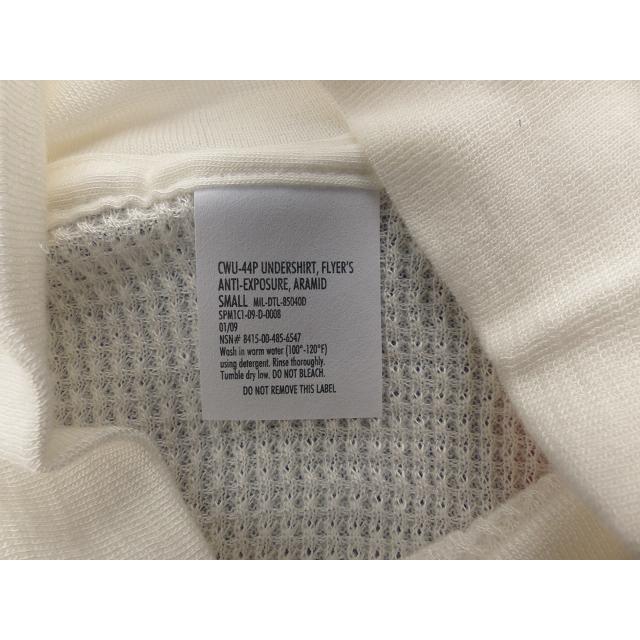 CWU-44P UNDERSHIRT, FLYER'S
ANTI-EXPOSURE, ARAMID
SMALL MIL-DTL-85040D
SPM1C1-09-D-0008
01/09
NSN# 8415-00-485-6547
Wash in warm water (100°-120°F)
using detergent. Rinse thoroughly.
Tumble dry low. DO NOT BLEACH.
DO NOT REMOVE THIS LABEL